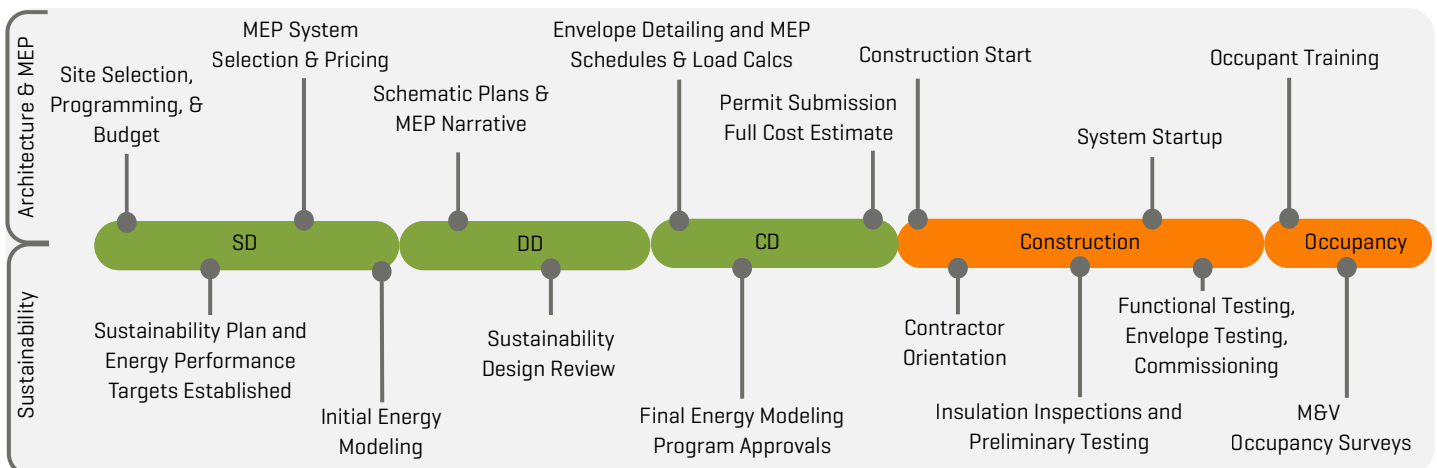 Architecture & MEP
Site Selection,
Programming, &
Budget
MEP System
Selection & Pricing
Schematic Plans &
MEP Narrative
Envelope Detailing and MEP
Schedules & Load Calcs
Permit Submission
Full Cost Estimate
Construction Start
System Startup
Occupant Training
SD
DD
CD
Construction
Occupancy
Sustainability
Sustainability Plan and
Energy Performance
Targets Established
Initial Energy
Modeling
Sustainability
Design Review
Final Energy Modeling
Program Approvals
Contractor
Orientation
Insulation Inspections and
Preliminary Testing
Functional Testing,
Envelope Testing,
Commissioning
M&V
Occupancy Surveys